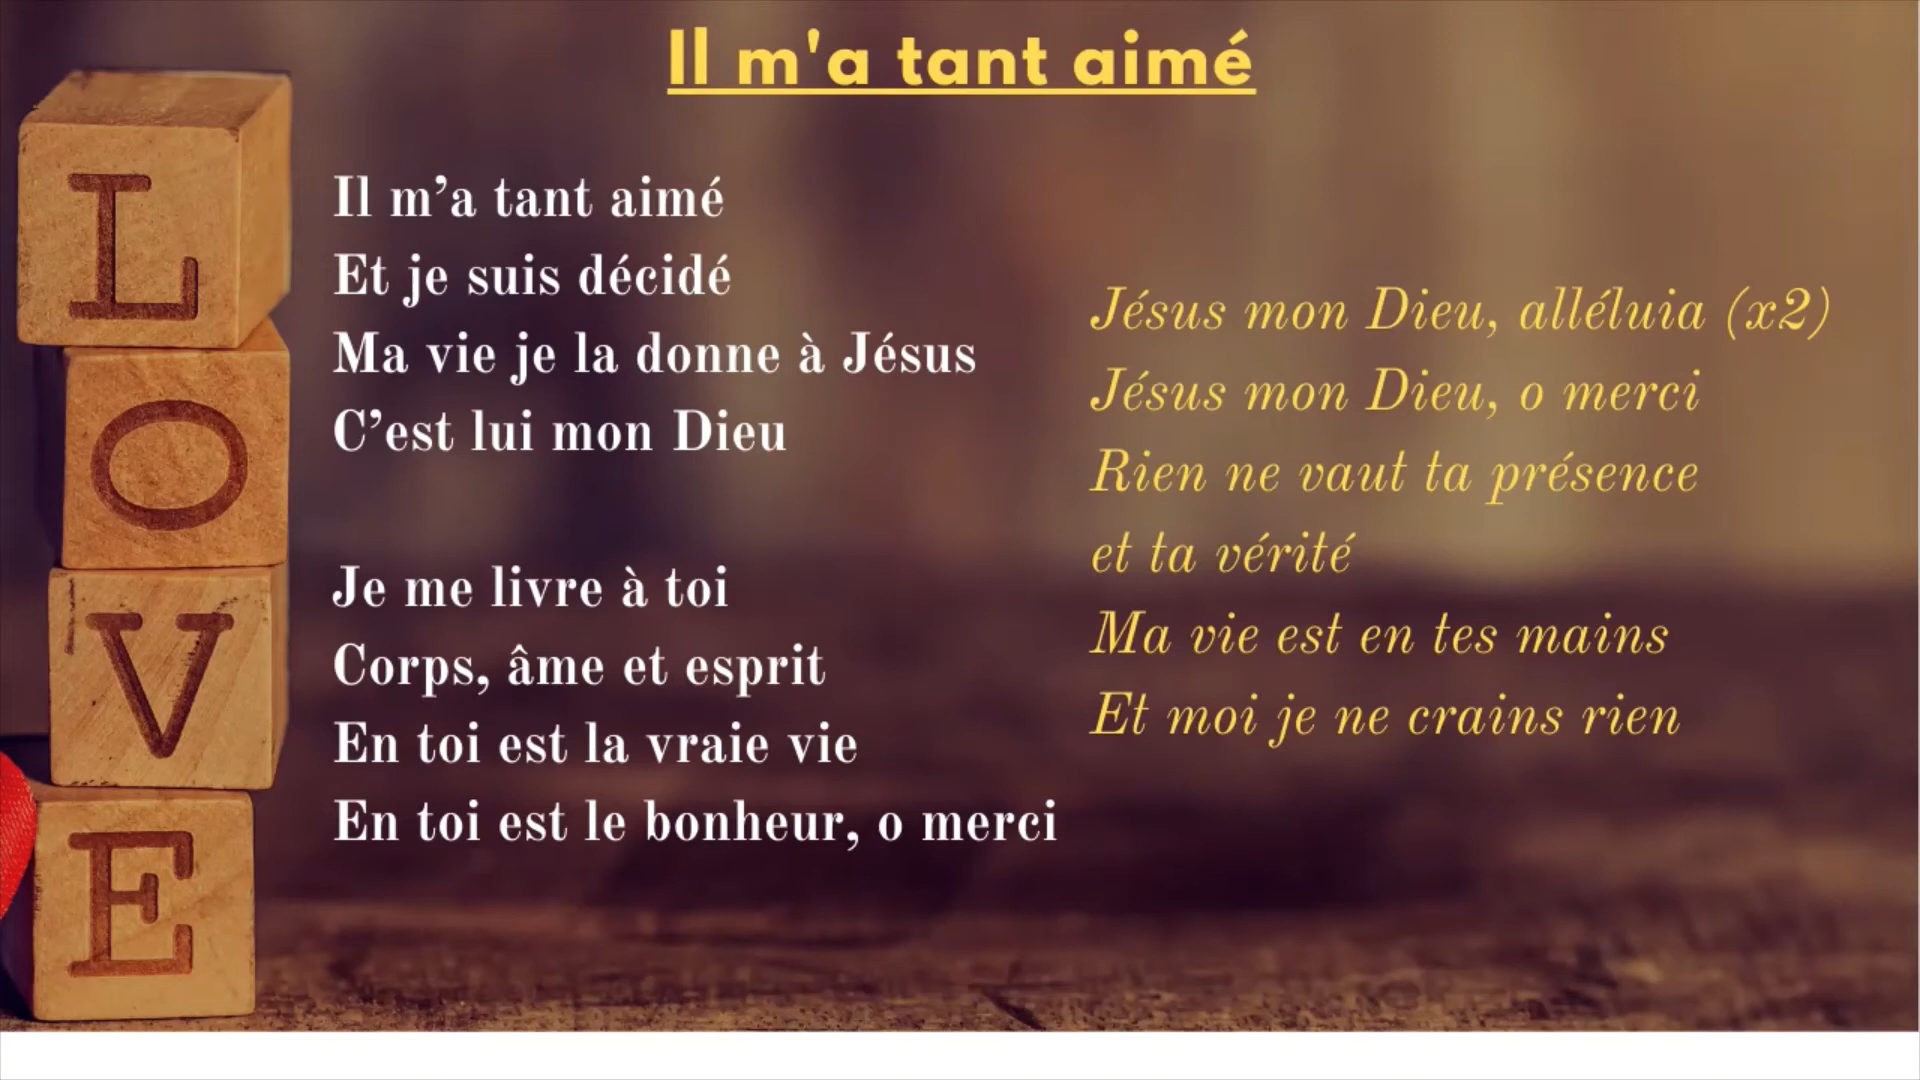 Il m'a tant aimé
L
O
V
E
Il m’a tant aimé
Et je suis décidé
Ma vie je la donne à Jésus
C’est lui mon Dieu
Je me livre à toi
Corps, âme et esprit
En toi est la vraie vie
En toi est le bonheur, o merci
Jésus mon Dieu, alléluia (x2)
Jésus mon Dieu, o merci
Rien ne vaut ta présence
et ta vérité
Ma vie est en tes mains
Et moi je ne crains rien